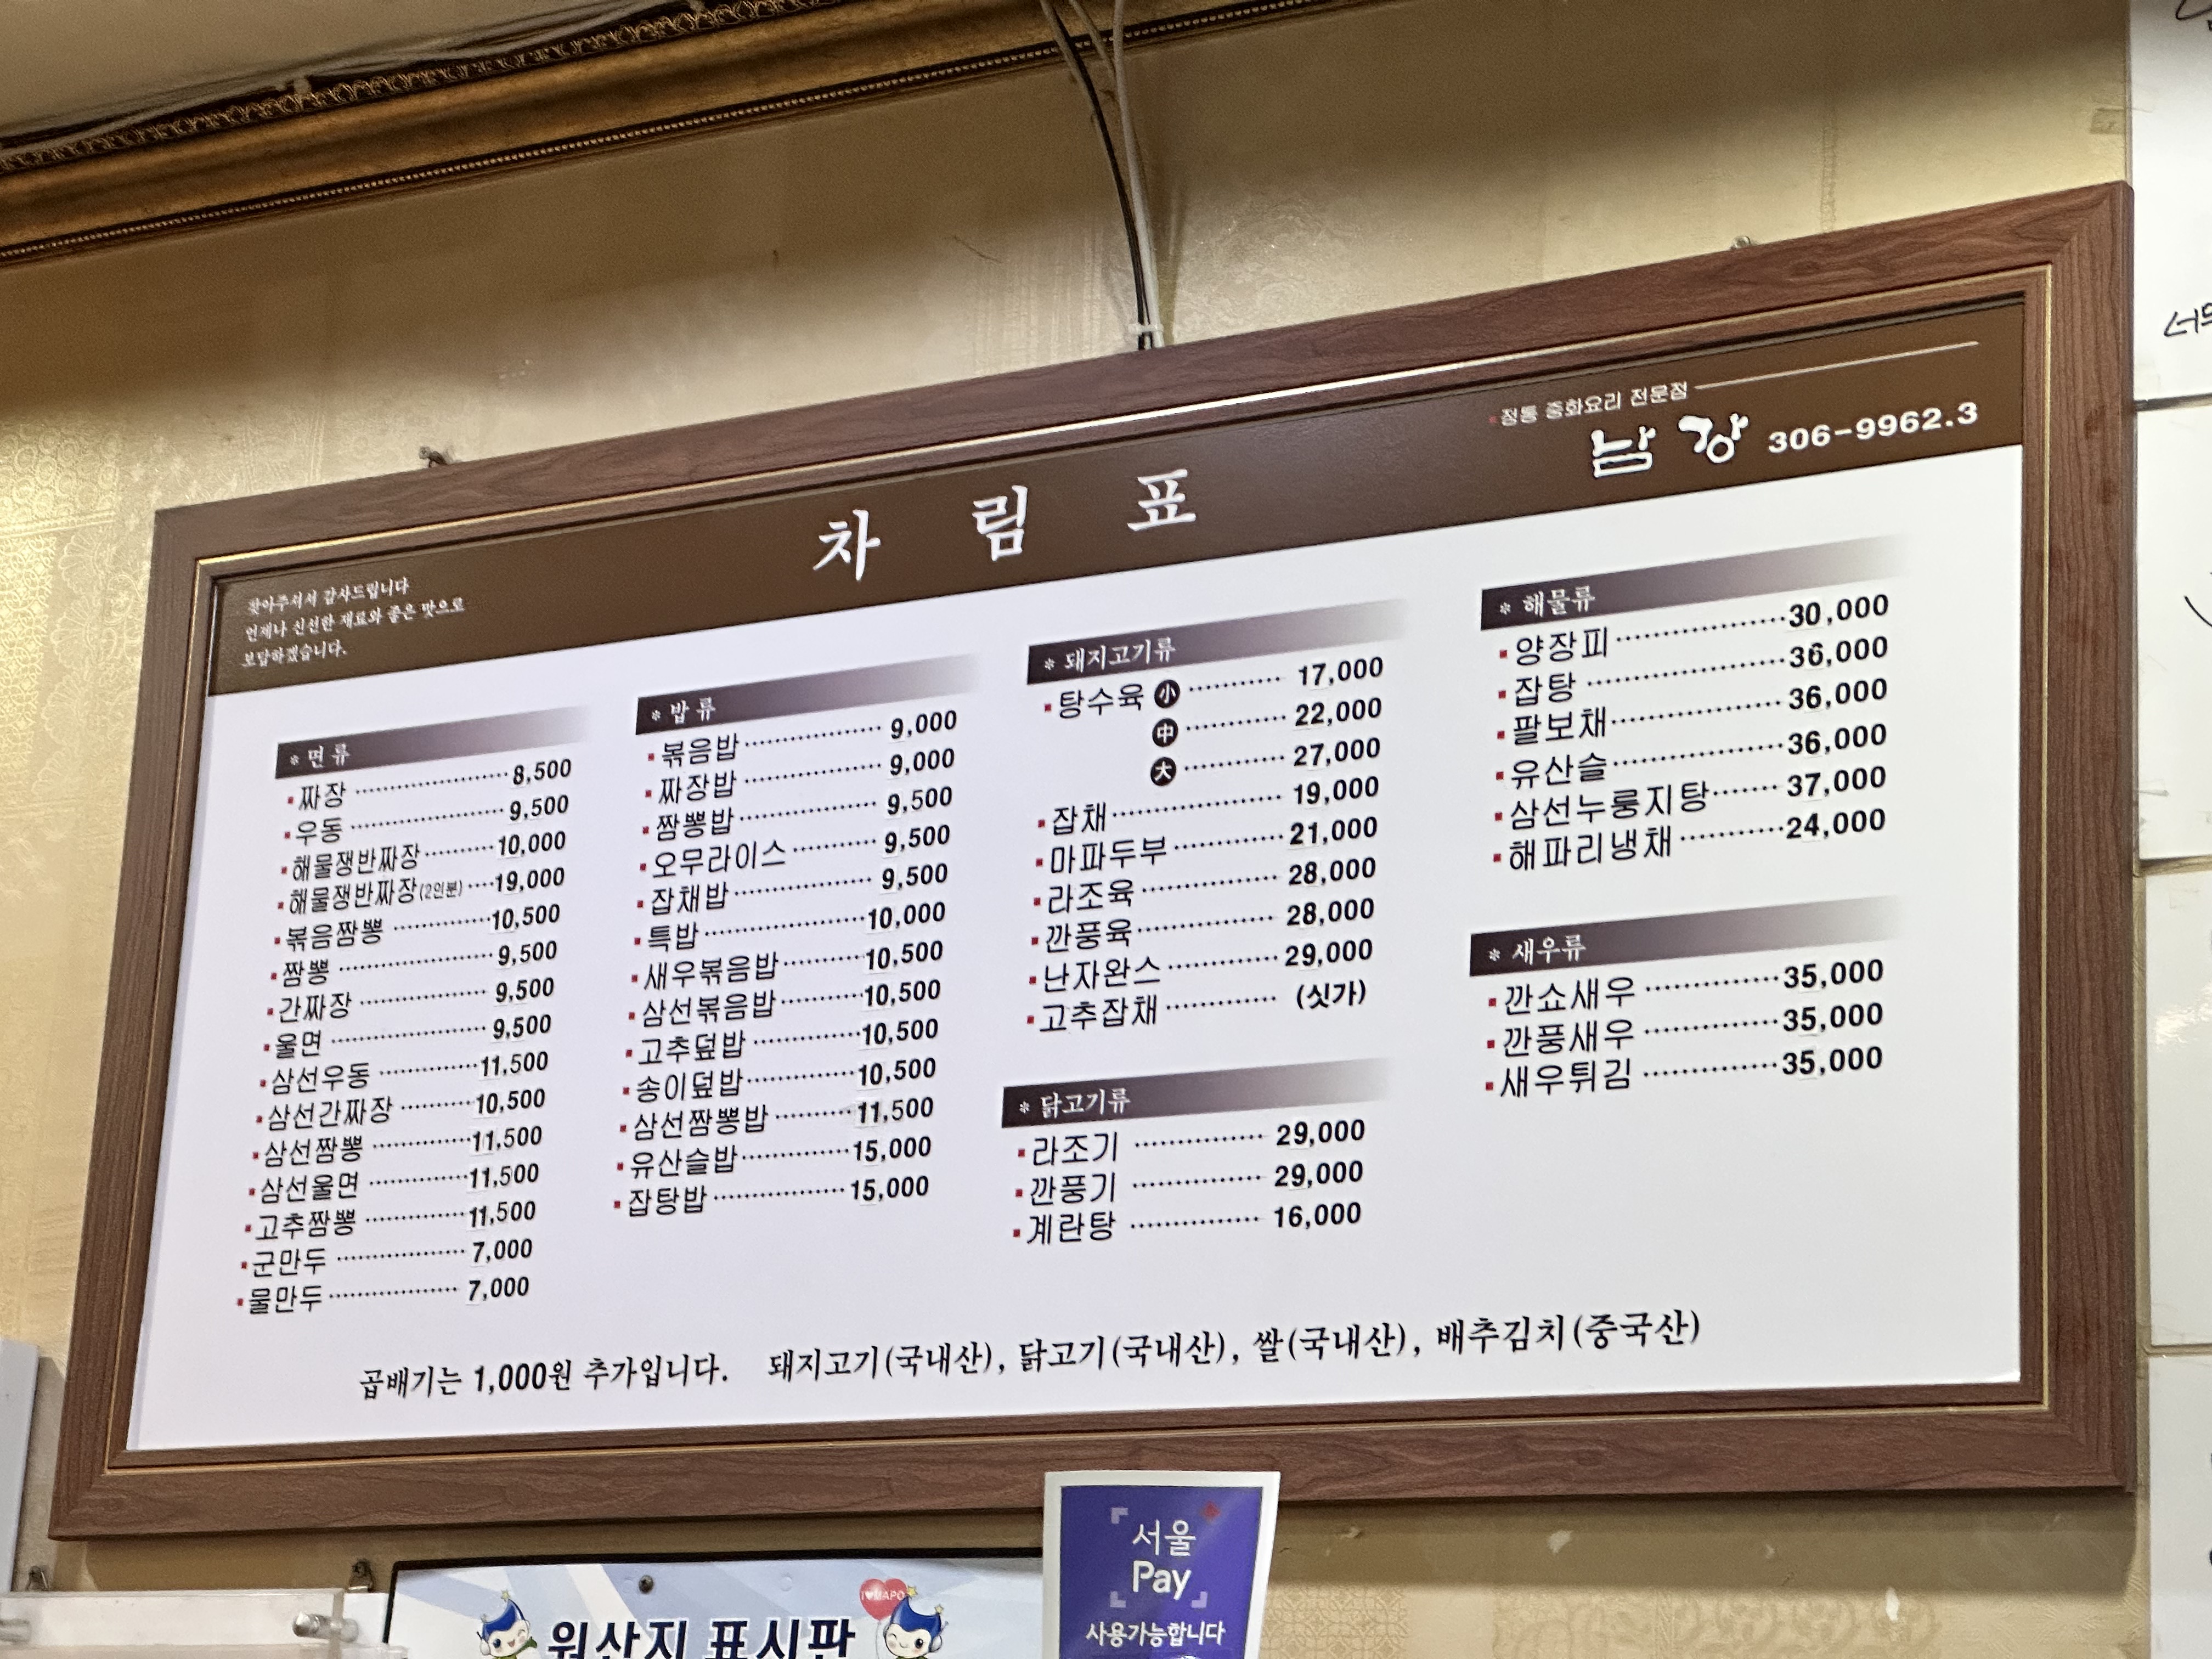 정통 중화요리 전문점
남강 306-9962.3
차림표
찾아주셔서 감사드립니다
언제나 신선한 재료와 좋은 맛으로
보답하겠습니다.
* 면류
짜장 8,500
우동 9,500
해물쟁반짜장 10,000
해물쟁반짜장(2인분) 19,000
볶음짬뽕 10,500
짬뽕 9,500
간짜장 9,500
울면 9,500
삼선우동 11,500
삼선간짜장 10,500
삼선짬뽕 11,500
삼선울면 11,500
고추짬뽕 11,500
군만두 7,000
물만두 7,000
* 밥류
볶음밥 9,000
짜장밥 9,000
짬뽕밥 9,500
오무라이스 9,500
잡채밥 9,500
특밥 10,000
새우볶음밥 10,500
삼선볶음밥 10,500
고추덮밥 10,500
송이덮밥 10,500
삼선짬뽕밥 11,500
유산슬밥 15,000
잡탕밥 15,000
* 돼지고기류
탕수육 小 17,000
中 22,000
大 27,000
잡채 19,000
마파두부 21,000
라조육 28,000
깐풍육 28,000
난자완스 29,000
고추잡채 (싯가)
* 닭고기류
라조기 29,000
깐풍기 29,000
계란탕 16,000
* 해물류
양장피 30,000
잡탕 36,000
팔보채 36,000
유산슬 36,000
삼선누룽지탕 37,000
해파리냉채 24,000
* 새우류
깐쇼새우 35,000
깐풍새우 35,000
새우튀김 35,000
곱배기는 1,000원 추가입니다. 돼지고기(국내산), 닭고기(국내산), 쌀(국내산), 배추김치(중국산)
서울
Pay
사용가능합니다
I♥MAPO
원산지 표시판